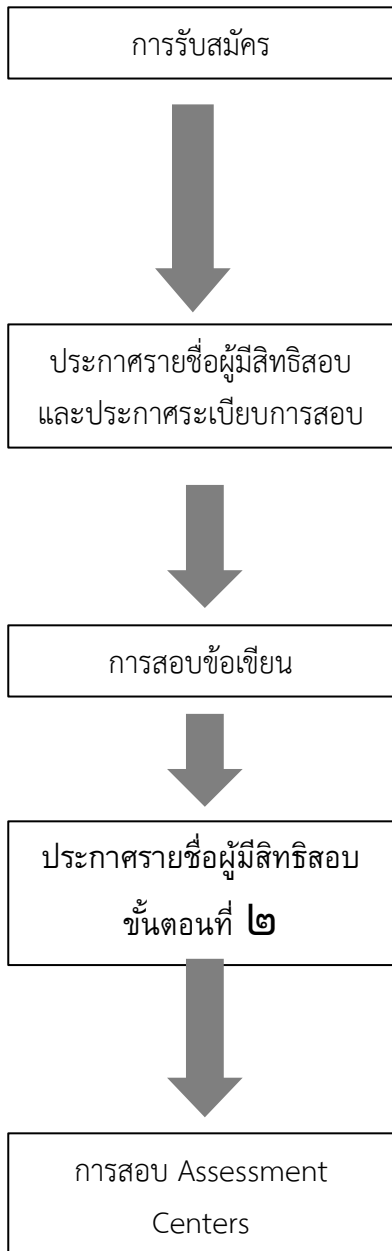 การรับสมัคร
ประกาศรายชื่อผู้มีสิทธิสอบ
และประกาศระเบียบการสอบ
การสอบข้อเขียน
ประกาศรายชื่อผู้มีสิทธิสอบ
ขั้นตอนที่ ๒
การสอบ Assessment
Centers